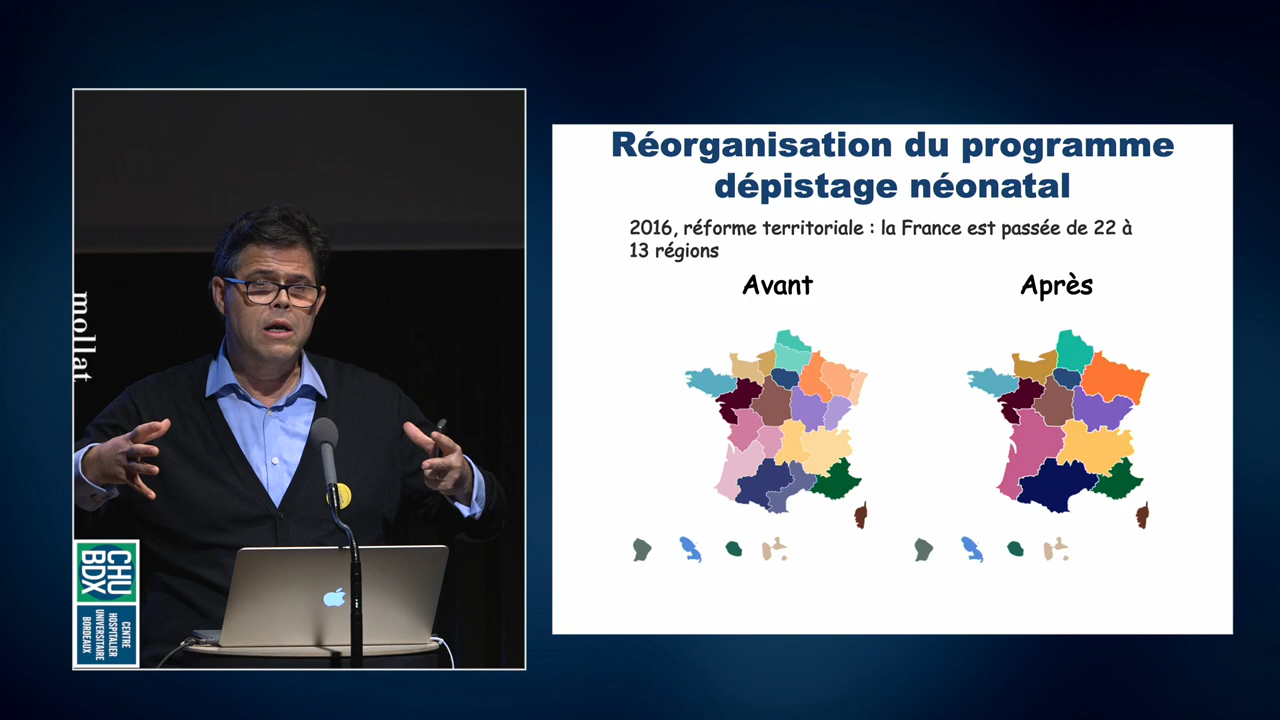 mollat
CHU
BDX
CENTRE
HOSPITALIER
UNIVERSITAIRE
BORDEAUX
Réorganisation du programme
dépistage néonatal
2016, réforme territoriale : la France est passée de 22 à
13 régions
Avant
Après